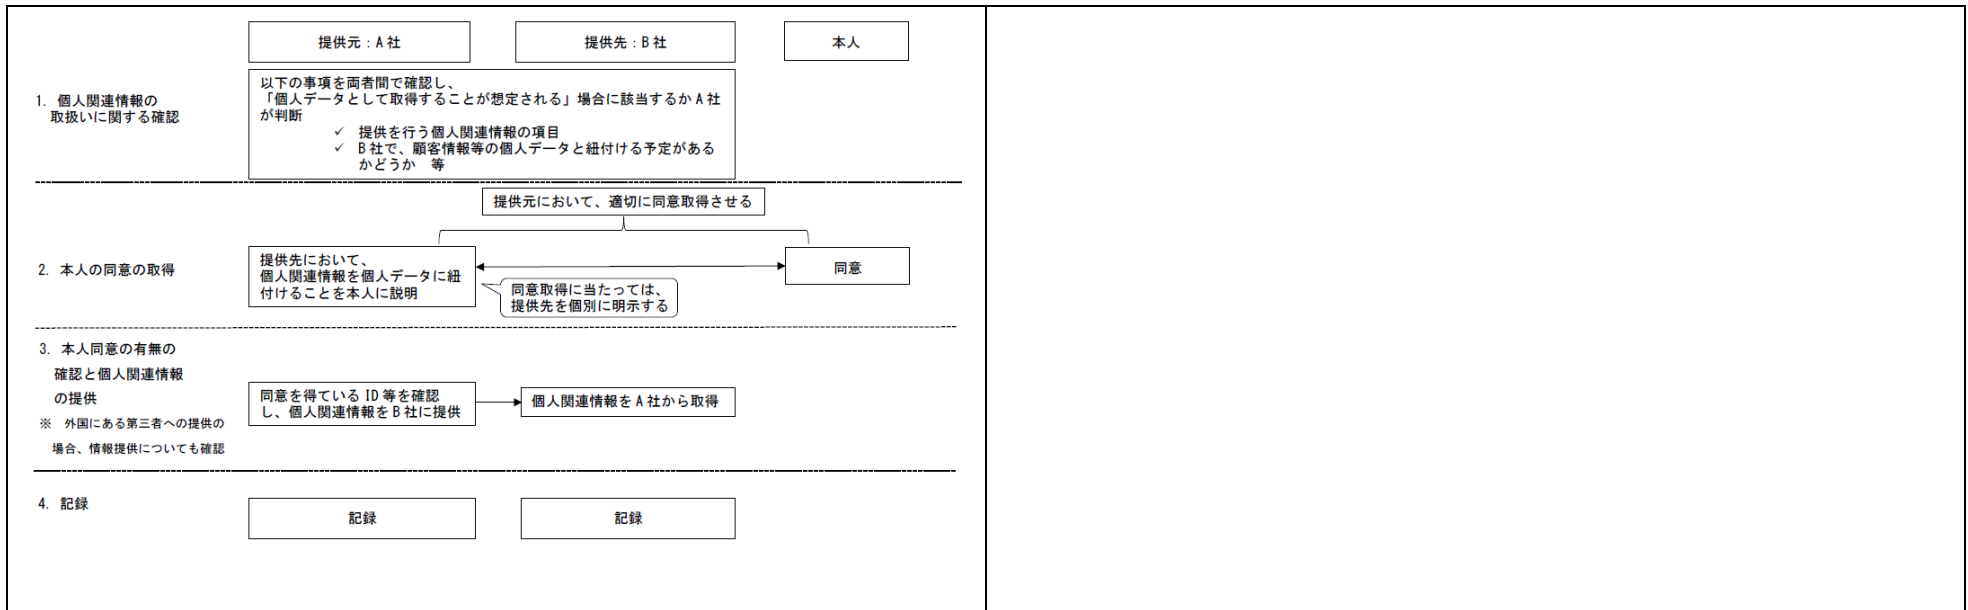 提供元：A 社
提供先：B 社
本人
1. 個人関連情報の
取扱いに関する確認
以下の事項を両者間で確認し、
「個人データとして取得することが想定される」場合に該当するか A 社
が判断
✓ 提供を行う個人関連情報の項目
✓ B 社で、顧客情報等の個人データと紐付ける予定がある
かどうか 等
提供元において、適切に同意取得させる
2. 本人の同意の取得
提供先において、
個人関連情報を個人データに紐
付けることを本人に説明
同意
同意取得に当たっては、
提供先を個別に明示する
3. 本人同意の有無の
確認と個人関連情報
の提供
※ 外国にある第三者への提供の
場合、情報提供についても確認
同意を得ている ID 等を確認
し、個人関連情報を B 社に提供
個人関連情報を A 社から取得
4. 記録
記録
記録